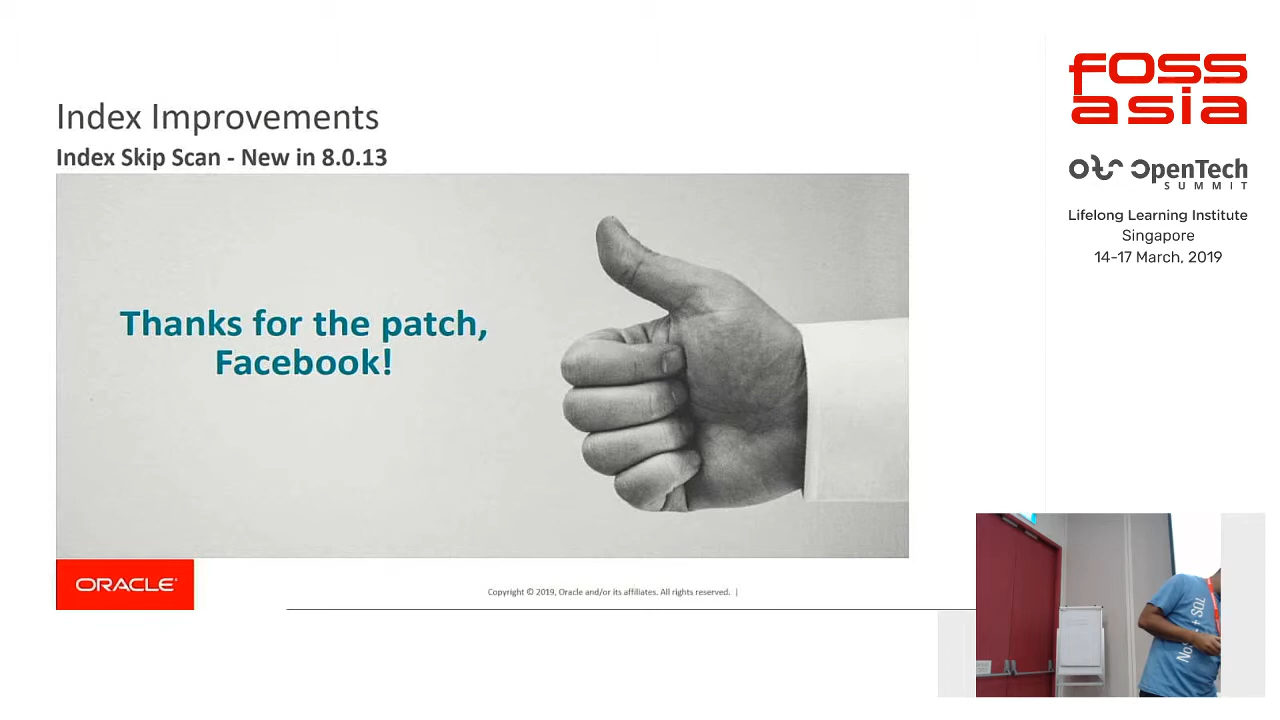 Index Improvements
Index Skip Scan - New in 8.0.13
Thanks for the patch,
Facebook!
ORACLE
Copyright © 2019, Oracle and/or its affiliates. All rights reserved. |
FOSS
asia
OpenTech
SUMMIT
Lifelong Learning Institute
Singapore
14-17 March, 2019
SQL